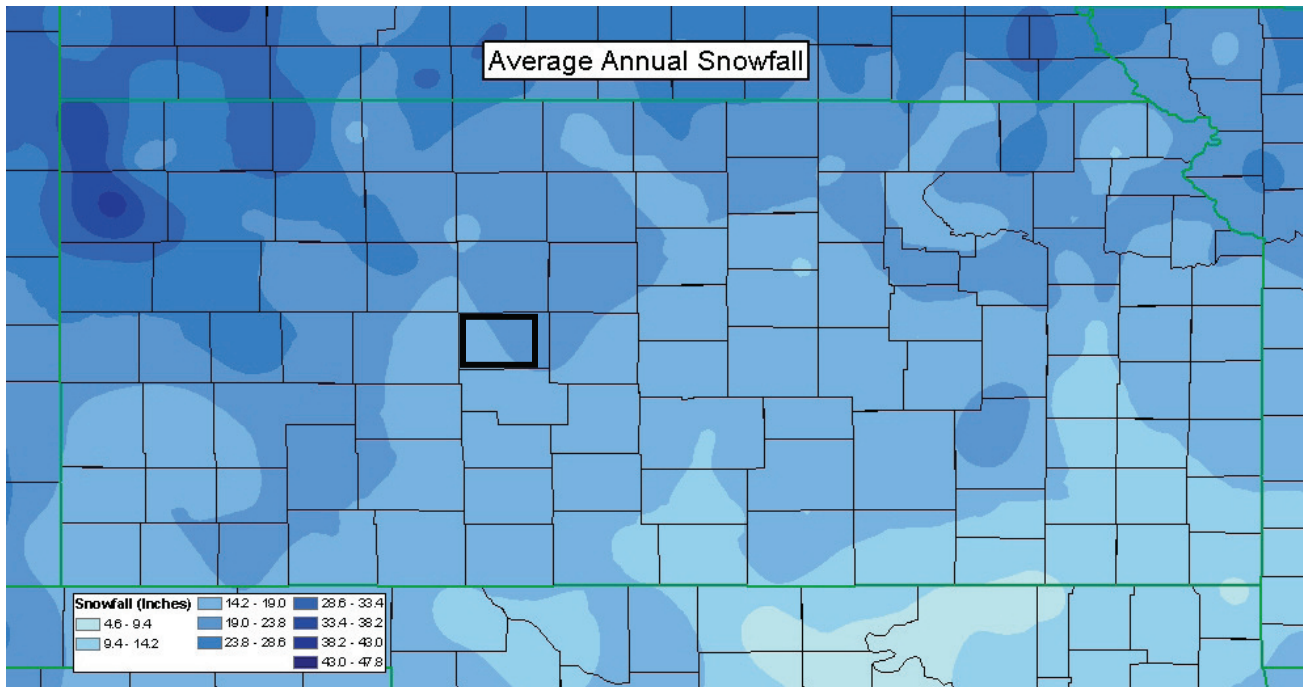 Average Annual Snowfall
Snowfall (Inches)
4.6 - 9.4
9.4 - 14.2
14.2 - 19.0
19.0 - 23.8
23.8 - 28.6
28.6 - 33.4
33.4 - 38.2
38.2 - 43.0
43.0 - 47.8